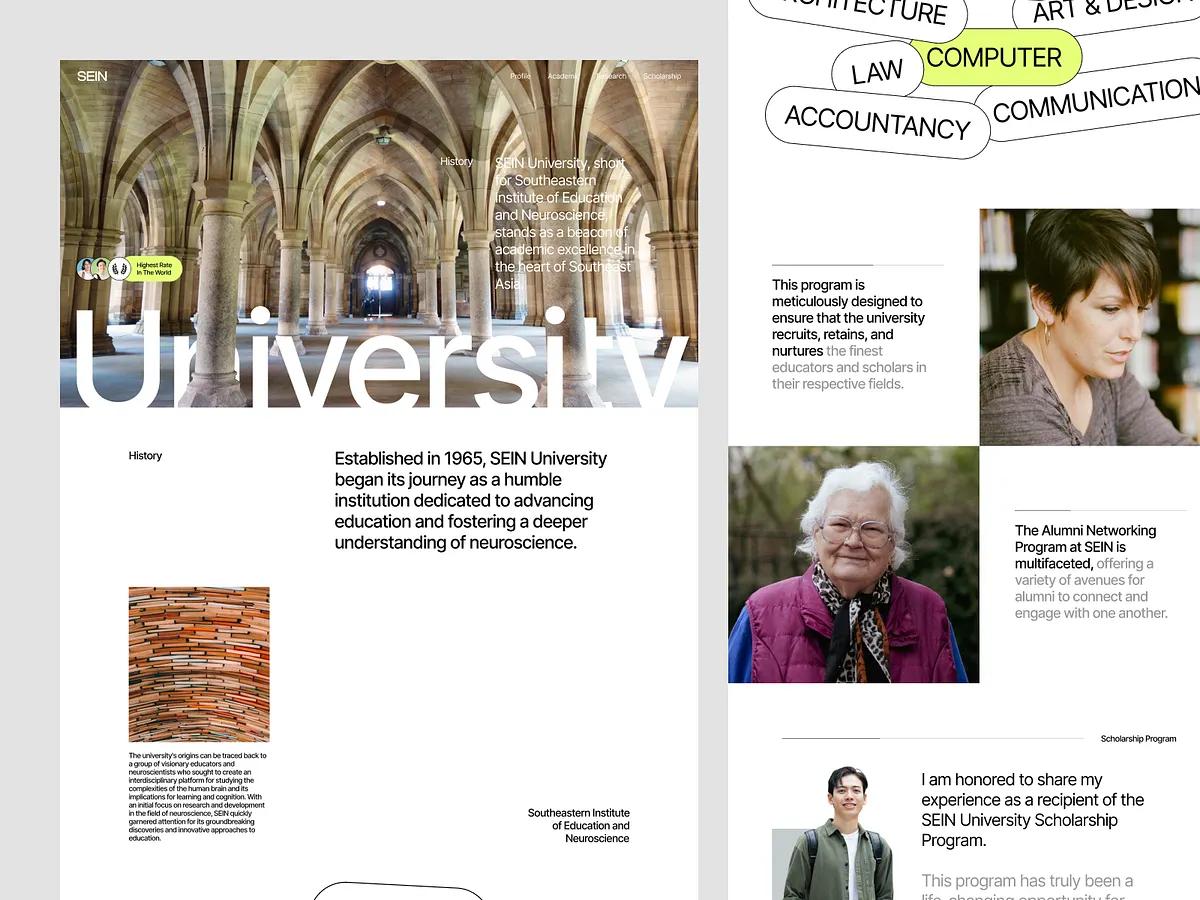 SEIN
Profile
Academic
Research
Scholarship
History
SEIN University, short
for Southeastern
Institute of Education
and Neuroscience,
stands as a beacon of
academic excellence in
the heart of Southeast
Asia.
Highest Rate
In The World
University
History
Established in 1965, SEIN University
began its journey as a humble
institution dedicated to advancing
education and fostering a deeper
understanding of neuroscience.
The university's origins can be traced back to
a group of visionary educators and
neuroscientists who sought to create an
interdisciplinary platform for studying the
complexities of the human brain and its
implications for learning and cognition. With
an initial focus on research and development
in the field of neuroscience, SEIN quickly
garnered attention for its groundbreaking
discoveries and innovative approaches to
education.
Southeastern Institute
of Education and
Neuroscience
ARCHITECTURE
ART & DESIGN
LAW
COMPUTER
ACCOUNTANCY
COMMUNICATION
This program is
meticulously designed to
ensure that the university
recruits, retains, and
nurtures the finest
educators and scholars in
their respective fields.
The Alumni Networking
Program at SEIN is
multifaceted, offering a
variety of avenues for
alumni to connect and
engage with one another.
Scholarship Program
I am honored to share my
experience as a recipient of the
SEIN University Scholarship
Program.
This program has truly been a
life-changing opportunity for